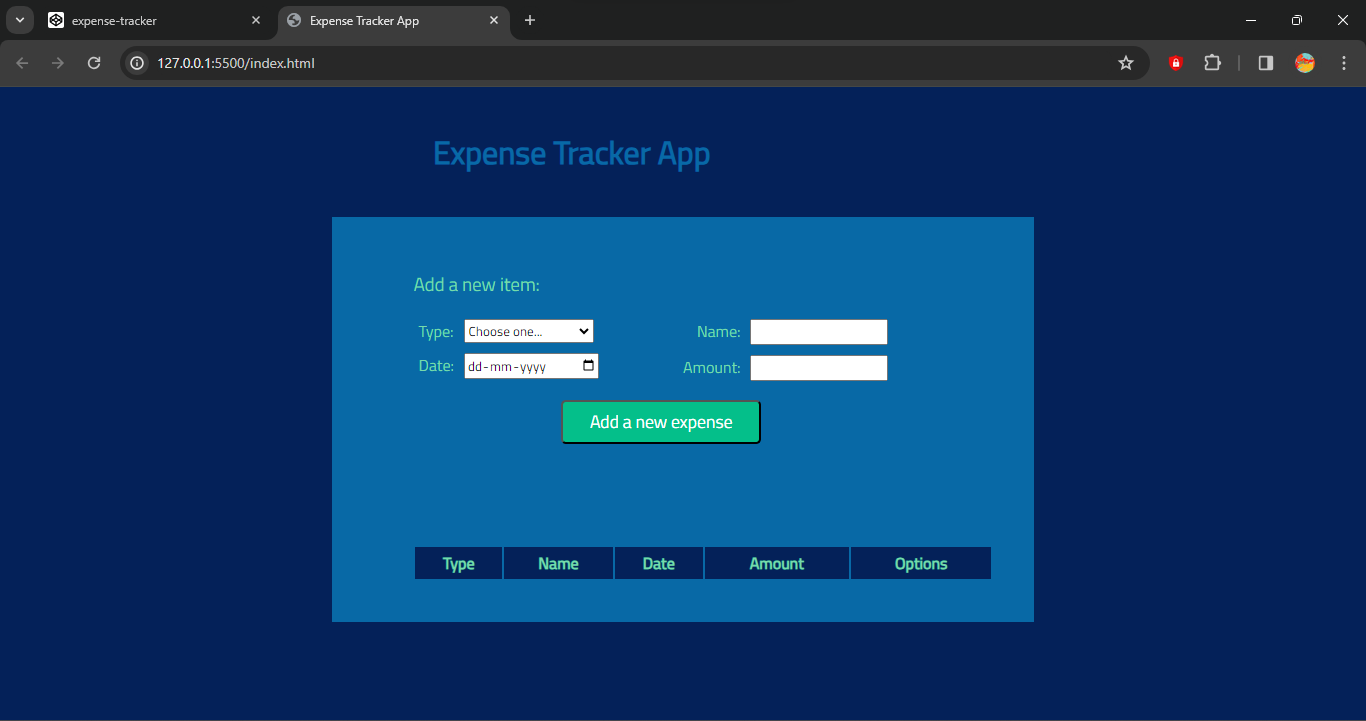 expense-tracker
Expense Tracker App
127.0.0.1:5500/index.html
Expense Tracker App
Add a new item:
Type: Choose one... Name:
Date: dd-mm-yyyy Amount:
Add a new expense
Type Name Date Amount Options